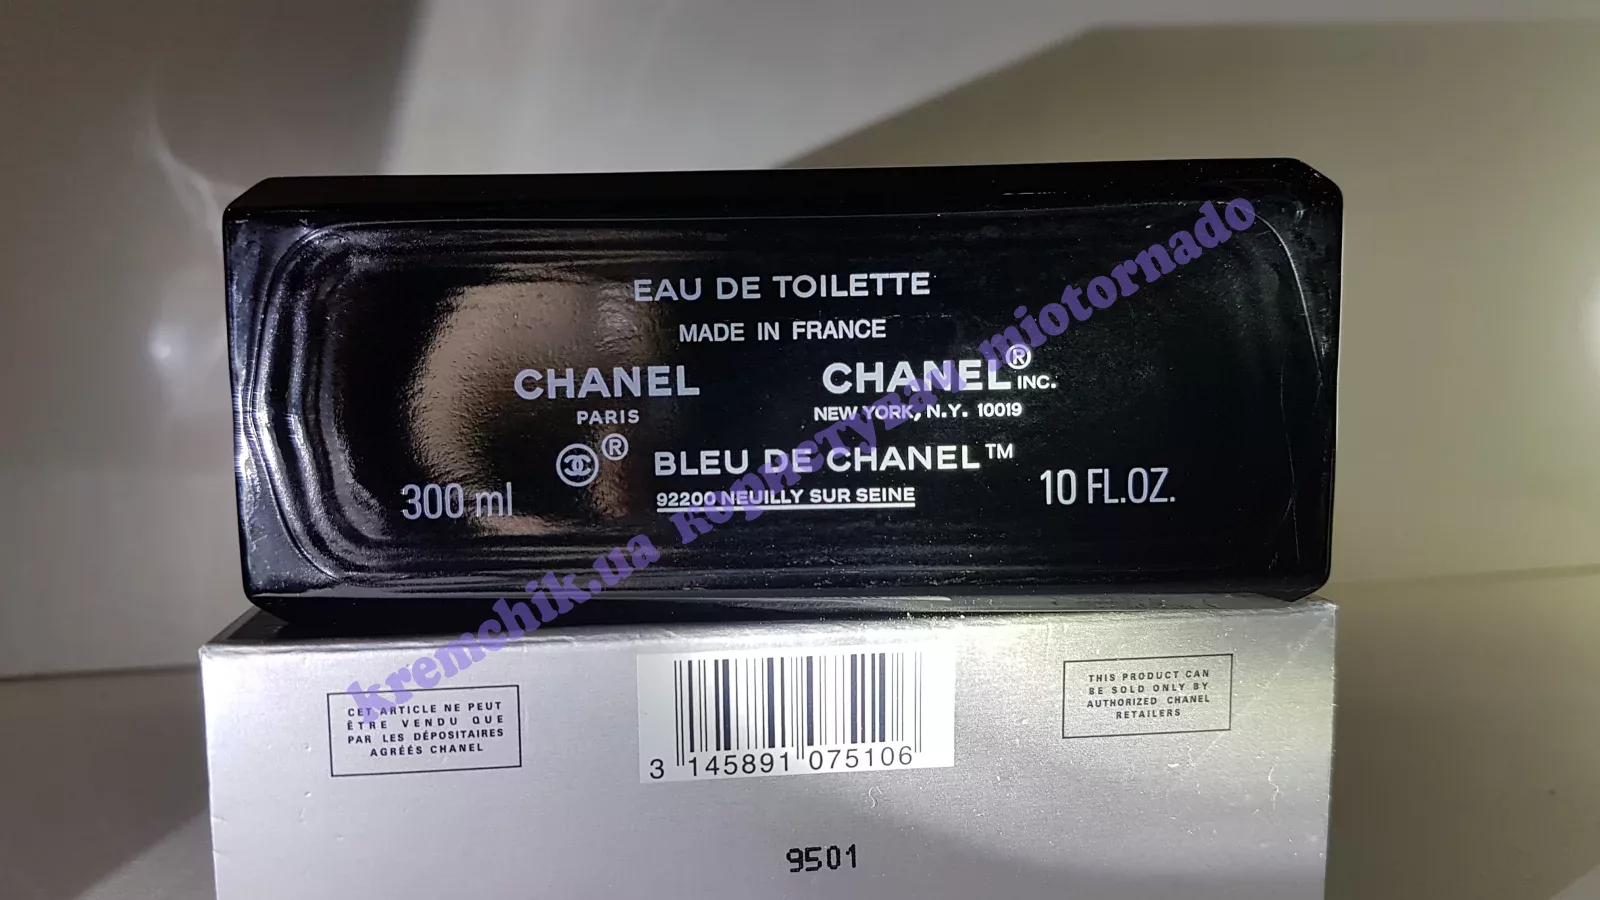 EAU DE TOILETTE
MADE IN FRANCE
CHANEL
PARIS
CHANEL® INC.
NEW YORK, N.Y. 10019
®
BLEU DE CHANEL™
92200 NEUILLY SUR SEINE
300 ml
10 FL.OZ.
kremchik.ua miotornado
CET ARTICLE NE PEUT
ÊTRE VENDU QUE
PAR LES DÉPOSITAIRES
AGRÉÉS CHANEL
3 145891 075106
THIS PRODUCT CAN
BE SOLD ONLY BY
AUTHORIZED CHANEL
RETAILERS
9501